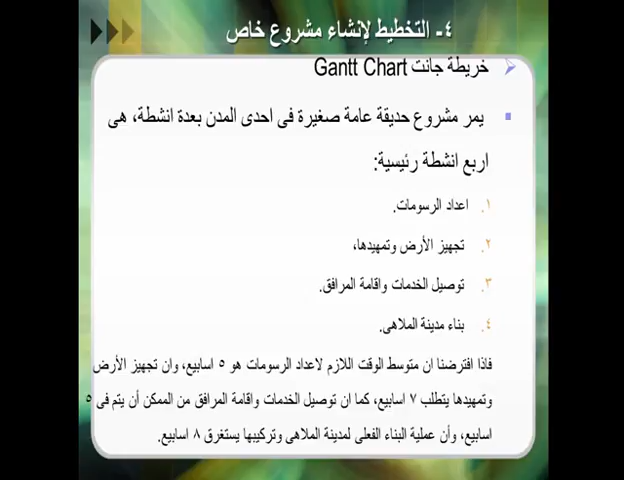 ٤- التخطيط لإنشاء مشروع خاص
خريطة جانت Gantt Chart
يمر مشروع حديقة عامة صغيرة فى احدى المدن بعدة انشطة، هى
اربع انشطة رئيسية:
١. اعداد الرسومات.
٢. تجهيز الأرض وتمهيدها،
٣. توصيل الخدمات واقامة المرافق.
٤. بناء مدينة الملاهى.
فاذا افترضنا ان متوسط الوقت اللازم لاعداد الرسومات هو ٥ اسابيع، وان تجهيز الأرض
وتمهيدها يتطلب ٧ اسابيع، كما ان توصيل الخدمات واقامة المرافق من الممكن أن يتم فى ٥
اسابيع، وأن عملية البناء الفعلى لمدينة الملاهى وتركيبها يستغرق ٨ اسابيع.